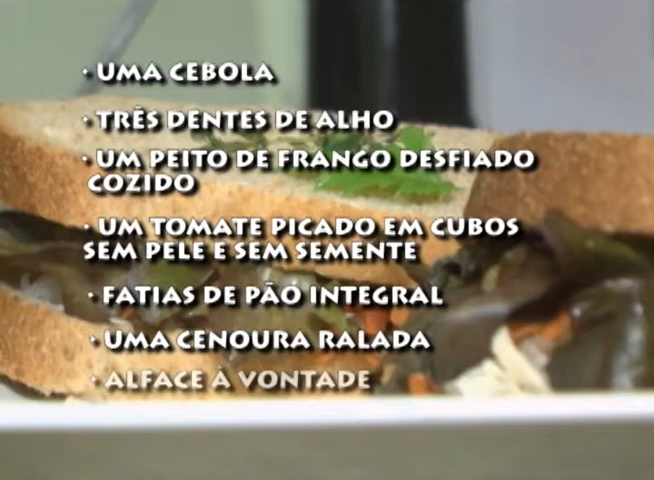 · UMA CEBOLA
· TRÊS DENTES DE ALHO
· UM PEITO DE FRANGO DESFIADO
COZIDO
· UM TOMATE PICADO EM CUBOS
SEM PELE E SEM SEMENTE
· FATIAS DE PÃO INTEGRAL
· UMA CENOURA RALADA
· ALFACE À VONTADE